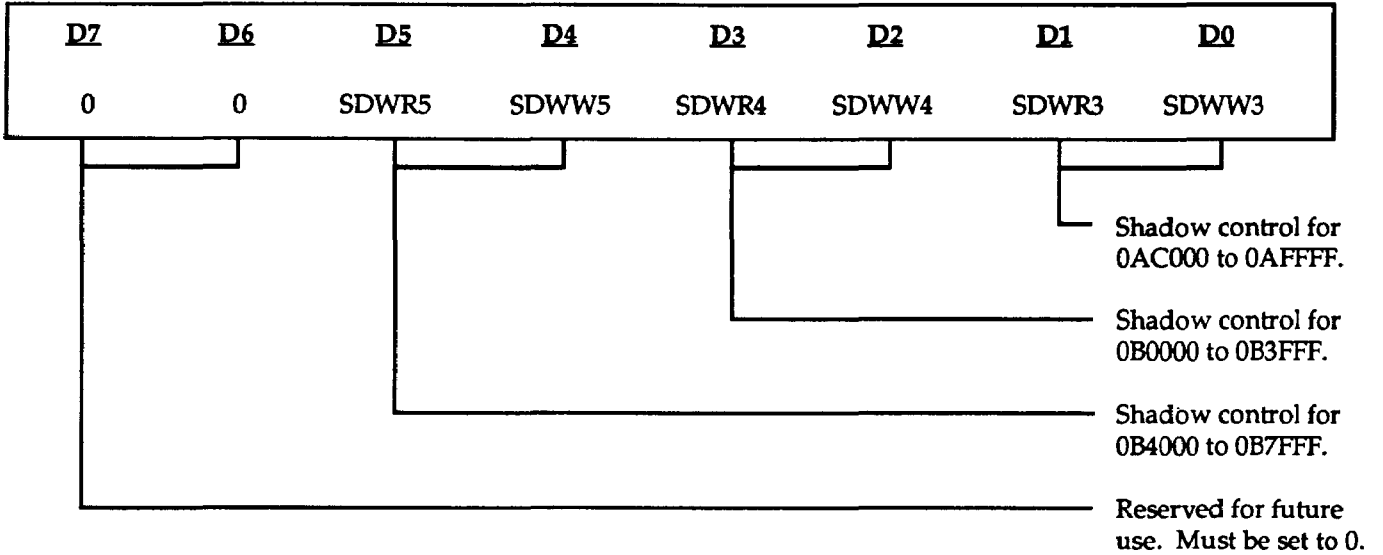 D7 D6 D5 D4 D3 D2 D1 D0
0 0 SDWR5 SDWW5 SDWR4 SDWW4 SDWR3 SDWW3
Shadow control for
0AC000 to 0AFFFF.
Shadow control for
0B0000 to 0B3FFF.
Shadow control for
0B4000 to 0B7FFF.
Reserved for future
use. Must be set to 0.